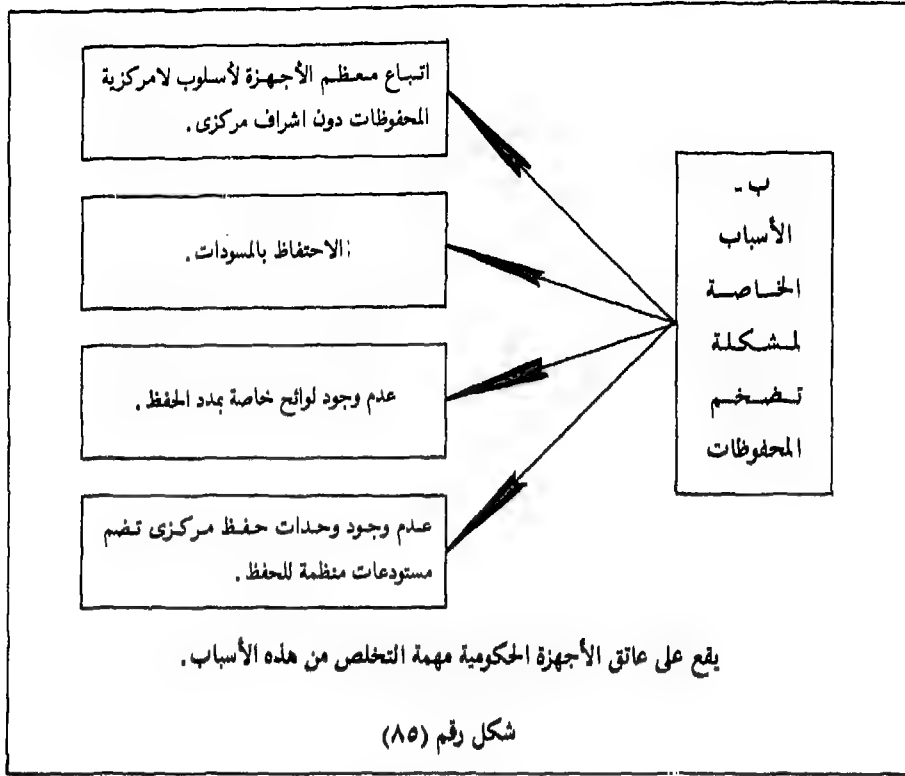 ب -
الأسباب
الخاصة
لمشكلة
تضخم
المحفوظات
اتباع معظم الأجهزة لأسلوب لامركزية
المحفوظات دون اشراف مركزى .
الاحتفاظ بالمسودات .
عدم وجود لوائح خاصة بمدد الحفظ .
عدم وجود وحدات حفظ مركزى تضم
مستودعات منظمة للحفظ .
يقع على عاتق الأجهزة الحكومية مهمة التخلص من هذه الأسباب .
شكل رقم (٨٥)